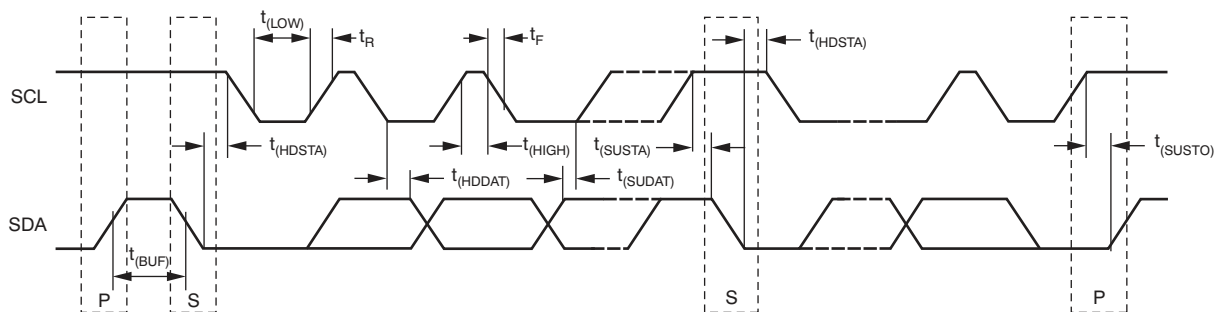 t(LOW)
tR
tF
t(HDSTA)
SCL
t(HDSTA)
t(HIGH)
t(SUSTA)
t(SUSTO)
t(HDDAT)
t(SUDAT)
SDA
t(BUF)
P
S
S
P